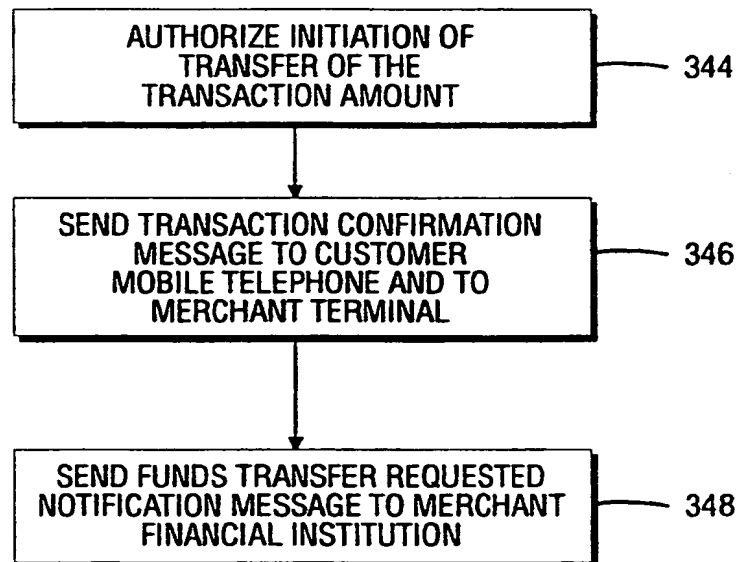 AUTHORIZE INITIATION OF
TRANSFER OF THE
TRANSACTION AMOUNT
344
SEND TRANSACTION CONFIRMATION
MESSAGE TO CUSTOMER
MOBILE TELEPHONE AND TO
MERCHANT TERMINAL
346
SEND FUNDS TRANSFER REQUESTED
NOTIFICATION MESSAGE TO MERCHANT
FINANCIAL INSTITUTION
348